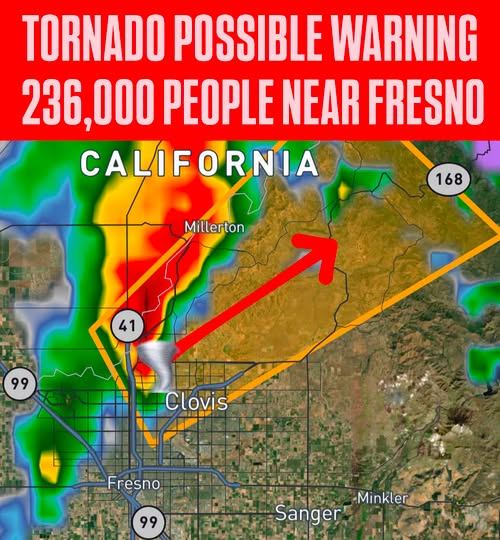 TORNADO POSSIBLE WARNING
236,000 PEOPLE NEAR FRESNO
CALIFORNIA
168
Millerton
41
99
Clovis
Fresno
Minkler
Sanger
99